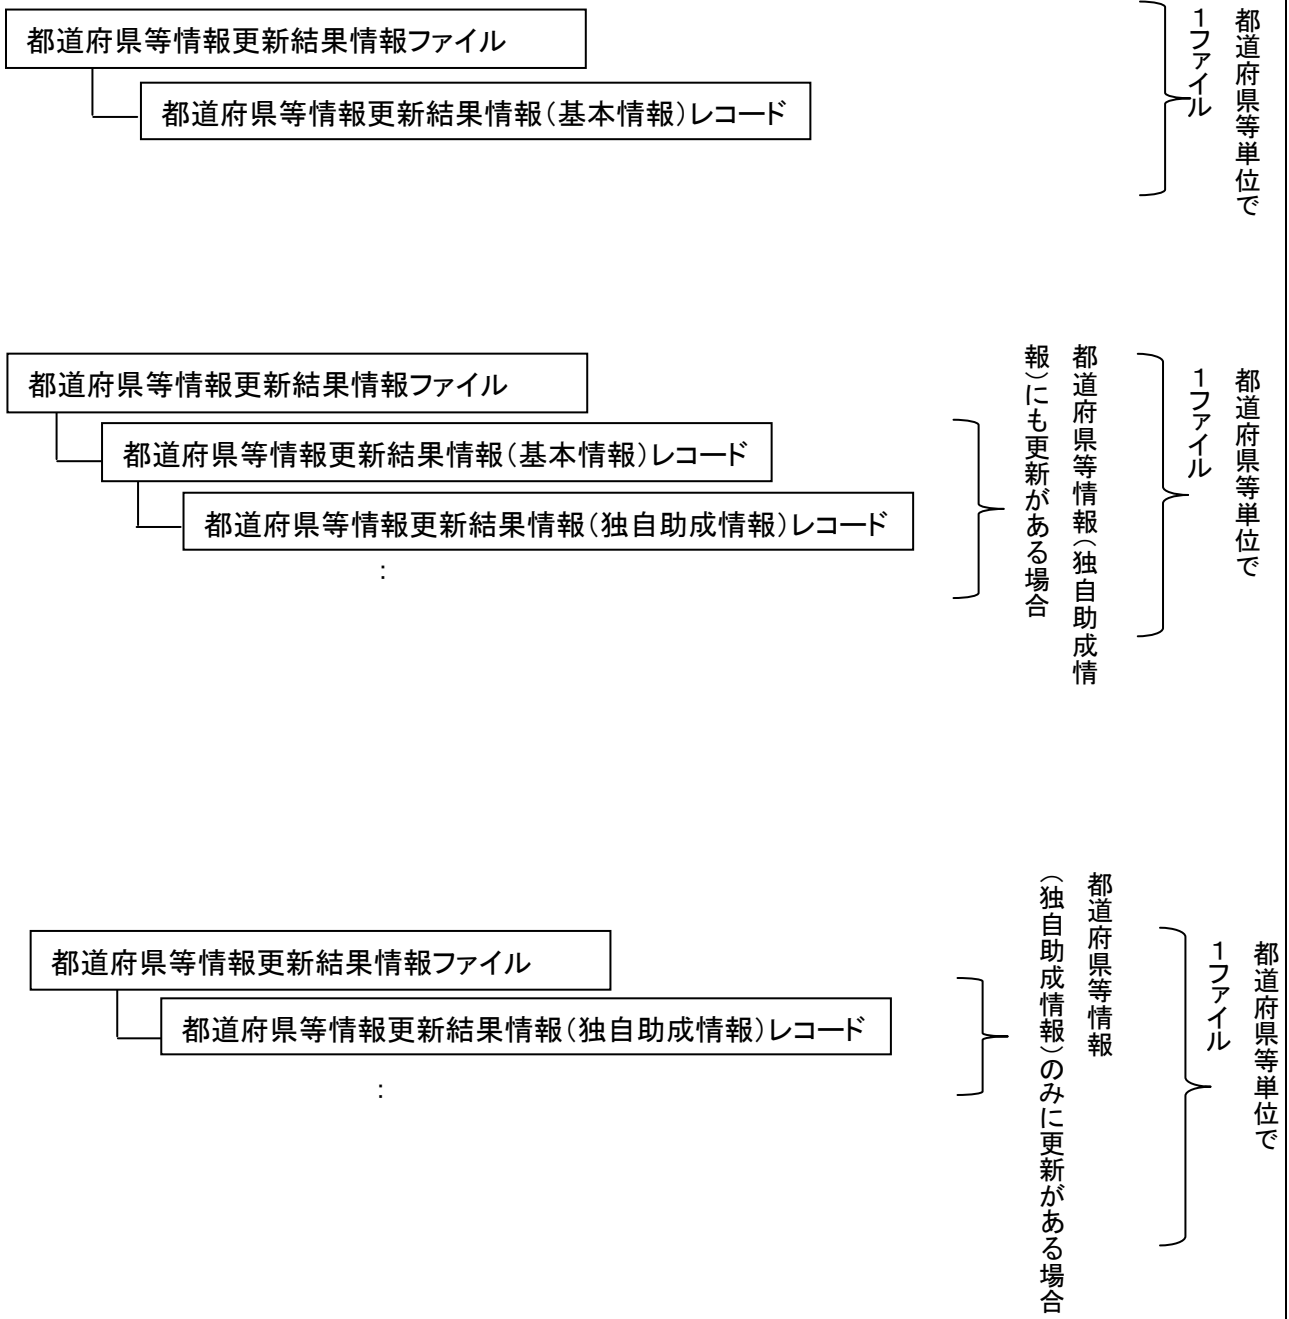 都道府県等情報更新結果情報ファイル
都道府県等情報更新結果情報（基本情報）レコード
都道府県等単位で
１ファイル
都道府県等情報更新結果情報ファイル
都道府県等情報更新結果情報（基本情報）レコード
都道府県等情報更新結果情報（独自助成情報）レコード
：
都道府県等情報（独自助成情
報）にも更新がある場合
都道府県等単位で
１ファイル
都道府県等情報更新結果情報ファイル
都道府県等情報更新結果情報（独自助成情報）レコード
：
都道府県等情報
（独自助成情報）のみに更新がある場合
都道府県等単位で
１ファイル